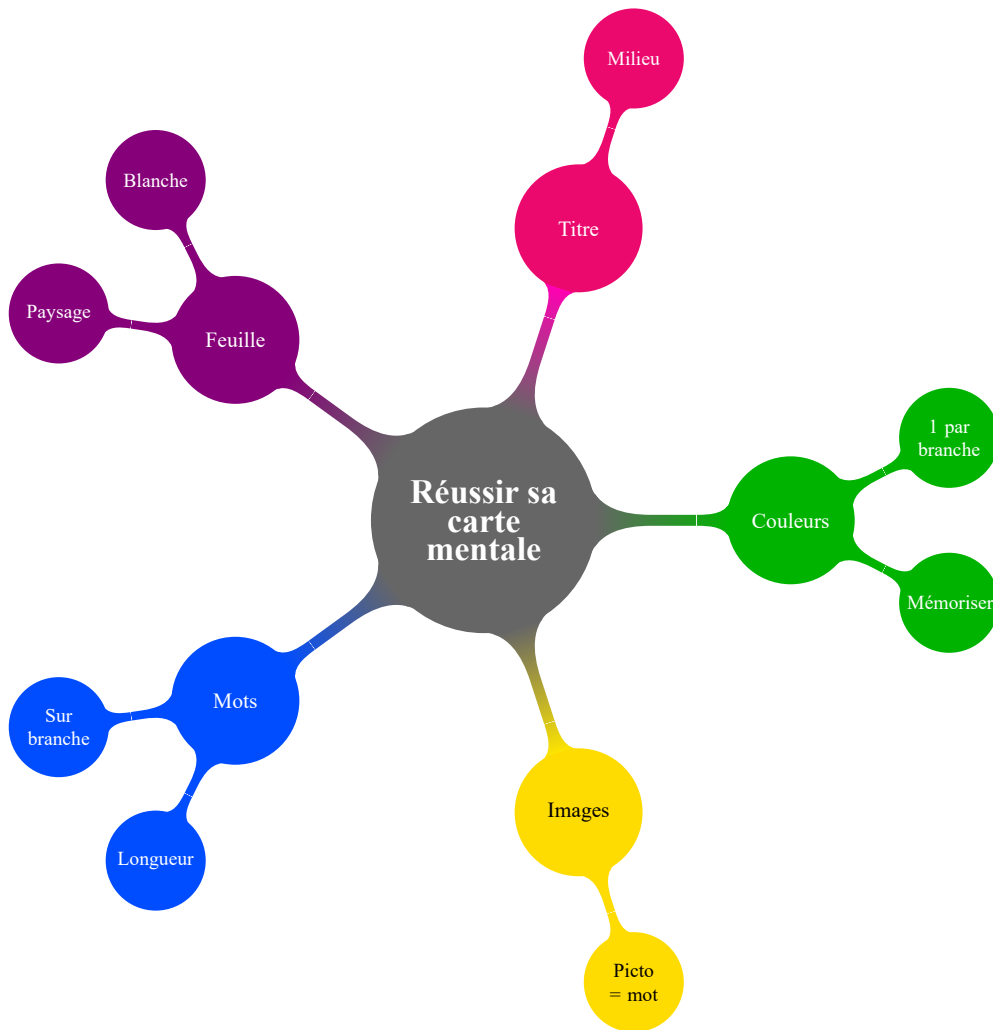 Réussir sa
carte
mentale
Titre
Milieu
Couleurs
1 par
branche
Mémoriser
Images
Picto
= mot
Mots
Longueur
Sur
branche
Feuille
Paysage
Blanche